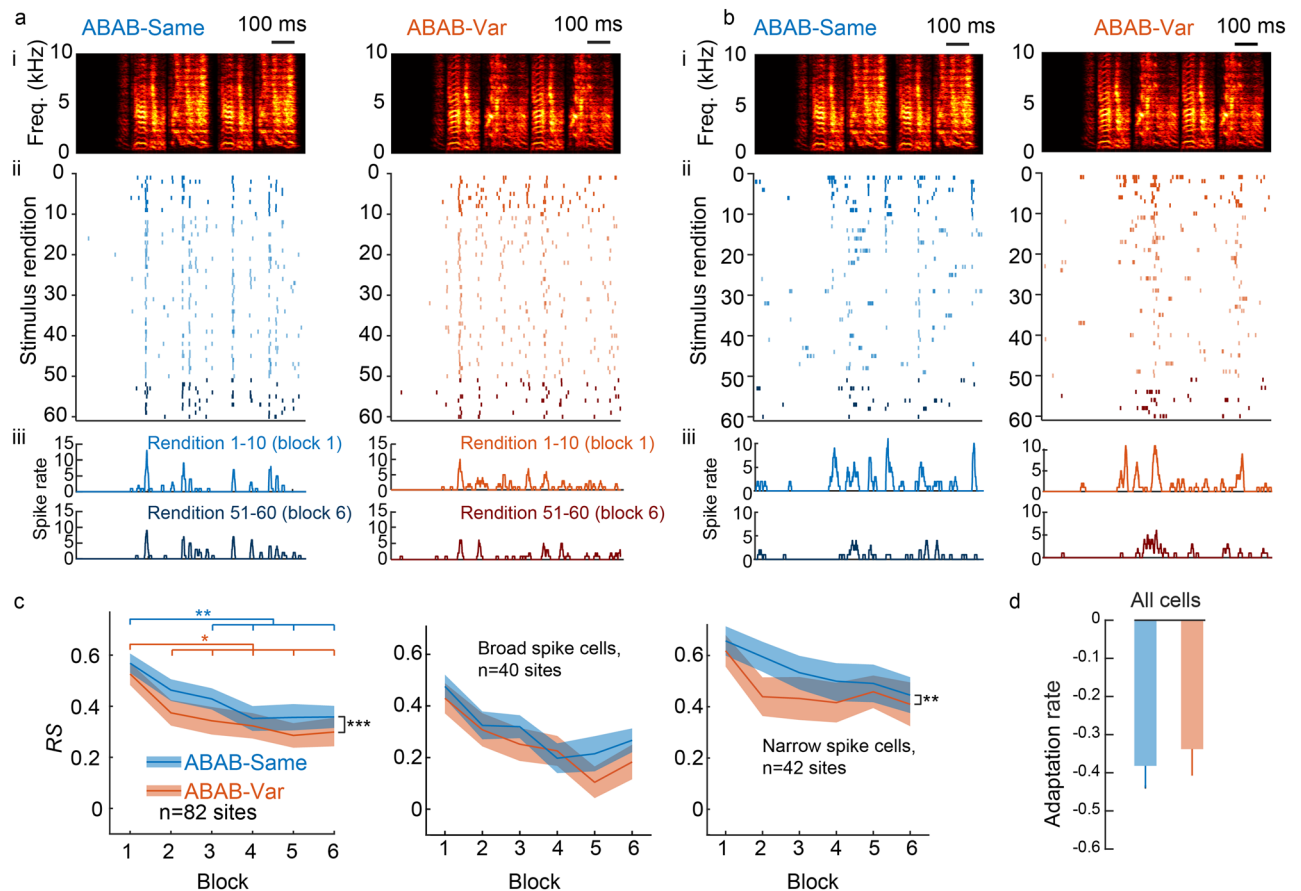 a
ABAB-Same
100 ms
ABAB-Var
100 ms
i
Freq. (kHz)
10
5
0
10
5
0
ii
Stimulus rendition
0
10
20
30
40
50
60
0
10
20
30
40
50
60
iii
Spike rate
15
10
5
0
Rendition 1-10 (block 1)
15
10
5
0
Rendition 1-10 (block 1)
15
10
5
0
Rendition 51-60 (block 6)
15
10
5
0
Rendition 51-60 (block 6)
b
ABAB-Same
100 ms
ABAB-Var
100 ms
i
Freq. (kHz)
10
5
0
10
5
0
ii
Stimulus rendition
0
10
20
30
40
50
60
0
10
20
30
40
50
60
iii
Spike rate
10
5
0
10
5
0
10
5
0
10
5
0
c
RS
0.6
0.4
0.2
0
**
*
***
ABAB-Same
ABAB-Var
n=82 sites
1 2 3 4 5 6
Block
0.6
0.4
0.2
0
Broad spike cells,
n=40 sites
1 2 3 4 5 6
Block
0.6
0.4
0.2
0
**
Narrow spike cells,
n=42 sites
1 2 3 4 5 6
Block
d
All cells
Adaptation rate
0
-0.1
-0.2
-0.3
-0.4
-0.5
-0.6